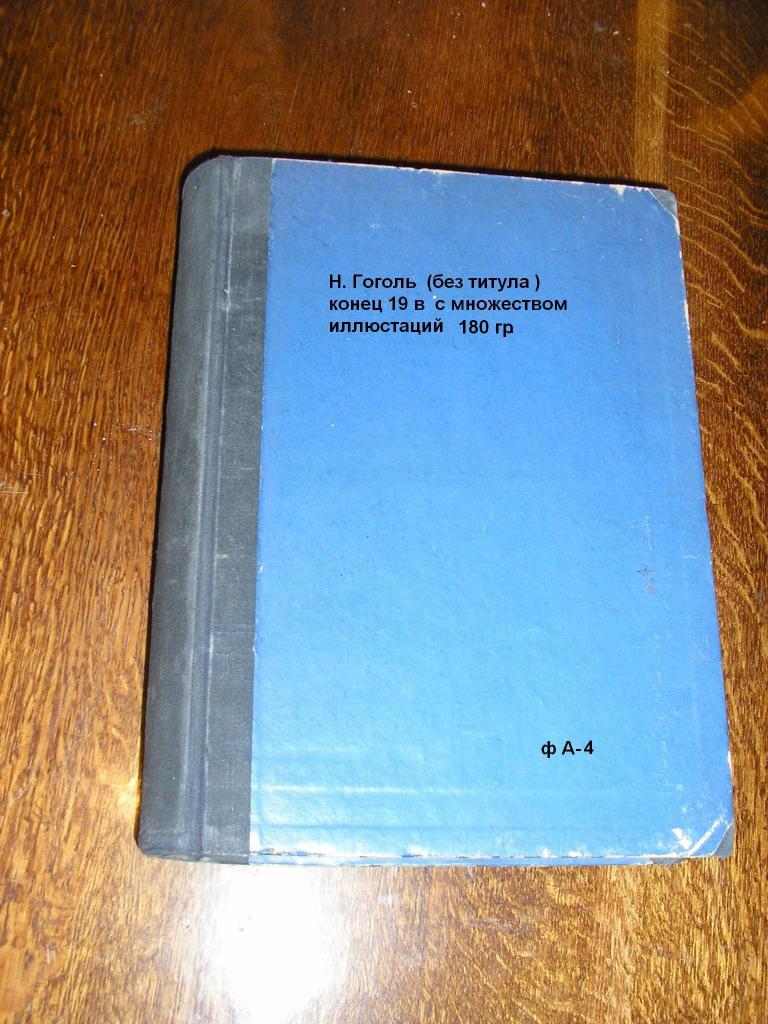 Н. Гоголь (без титула )
конец 19 в с множеством
иллюстаций 180 гр
ф А-4